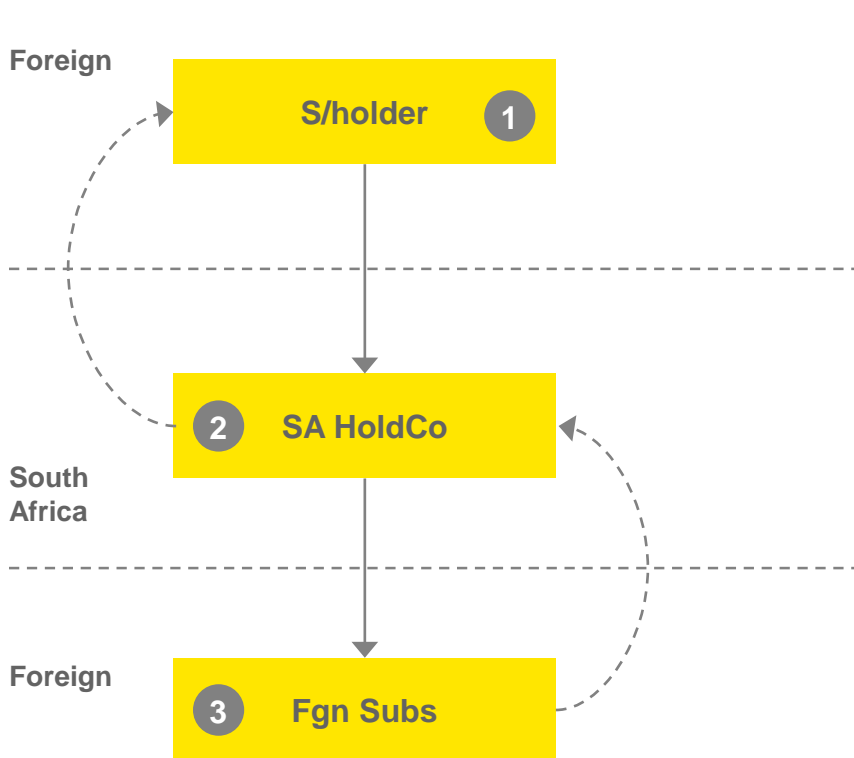 Foreign
S/holder 1
2 SA HoldCo
South
Africa
Foreign
3 Fgn Subs